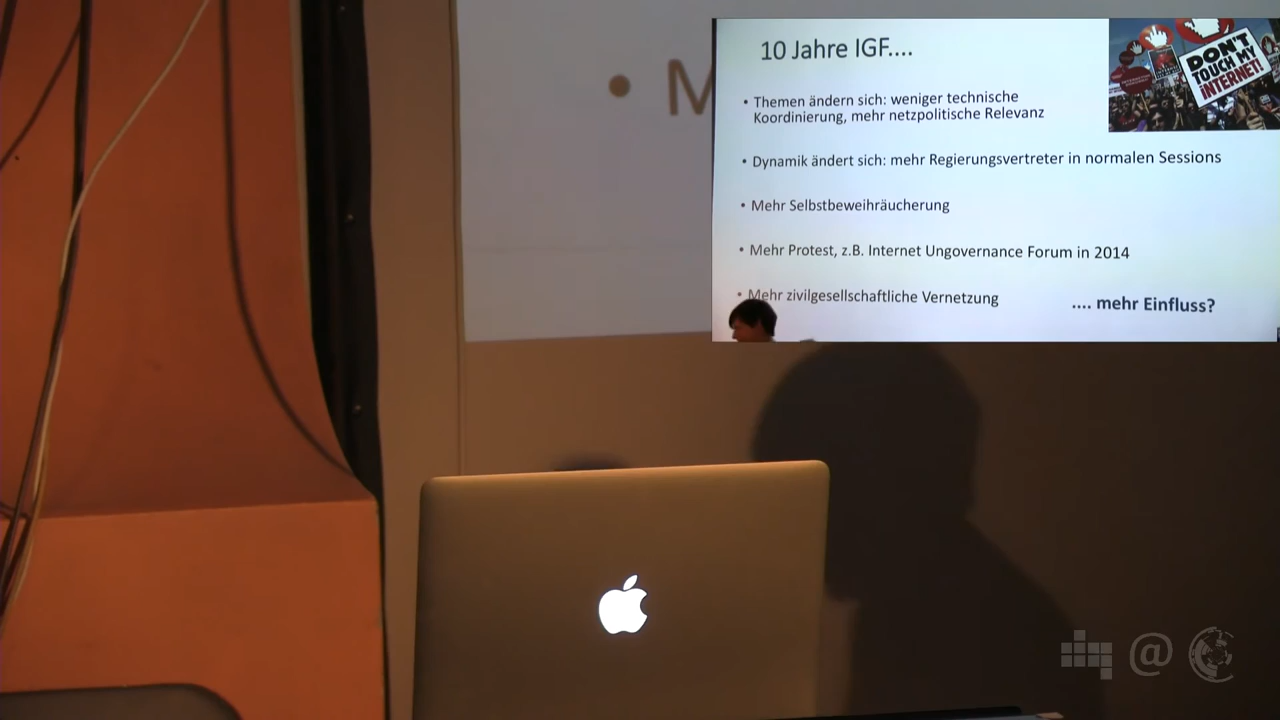 • M
10 Jahre IGF....
DON'T
TOUCH MY
INTERNET!
• Themen ändern sich: weniger technische
Koordinierung, mehr netzpolitische Relevanz
• Dynamik ändert sich: mehr Regierungsvertreter in normalen Sessions
• Mehr Selbstbeweihräucherung
• Mehr Protest, z.B. Internet Ungovernance Forum in 2014
• Mehr zivilgesellschaftliche Vernetzung
.... mehr Einfluss?
@